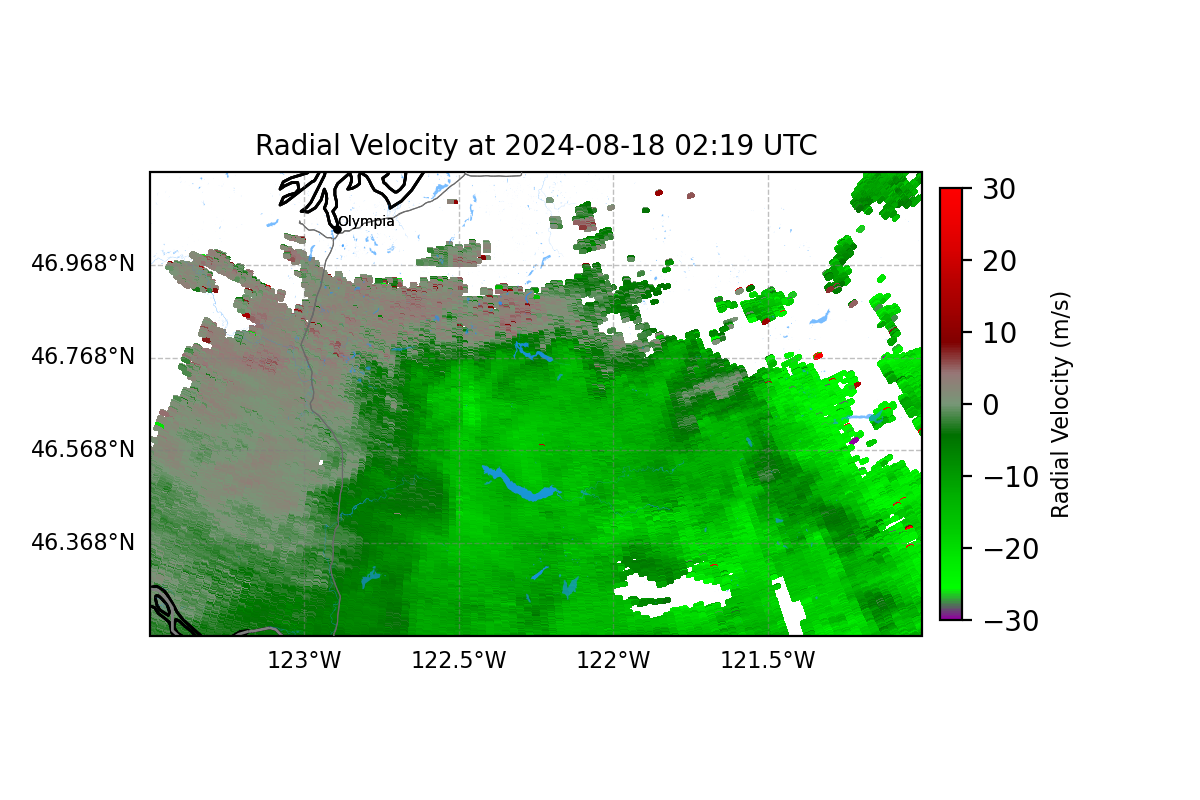 Radial Velocity at 2024-08-18 02:19 UTC
Olympia
46.968°N
46.768°N
46.568°N
46.368°N
123°W
122.5°W
122°W
121.5°W
30
20
10
0
−10
−20
−30
Radial Velocity (m/s)